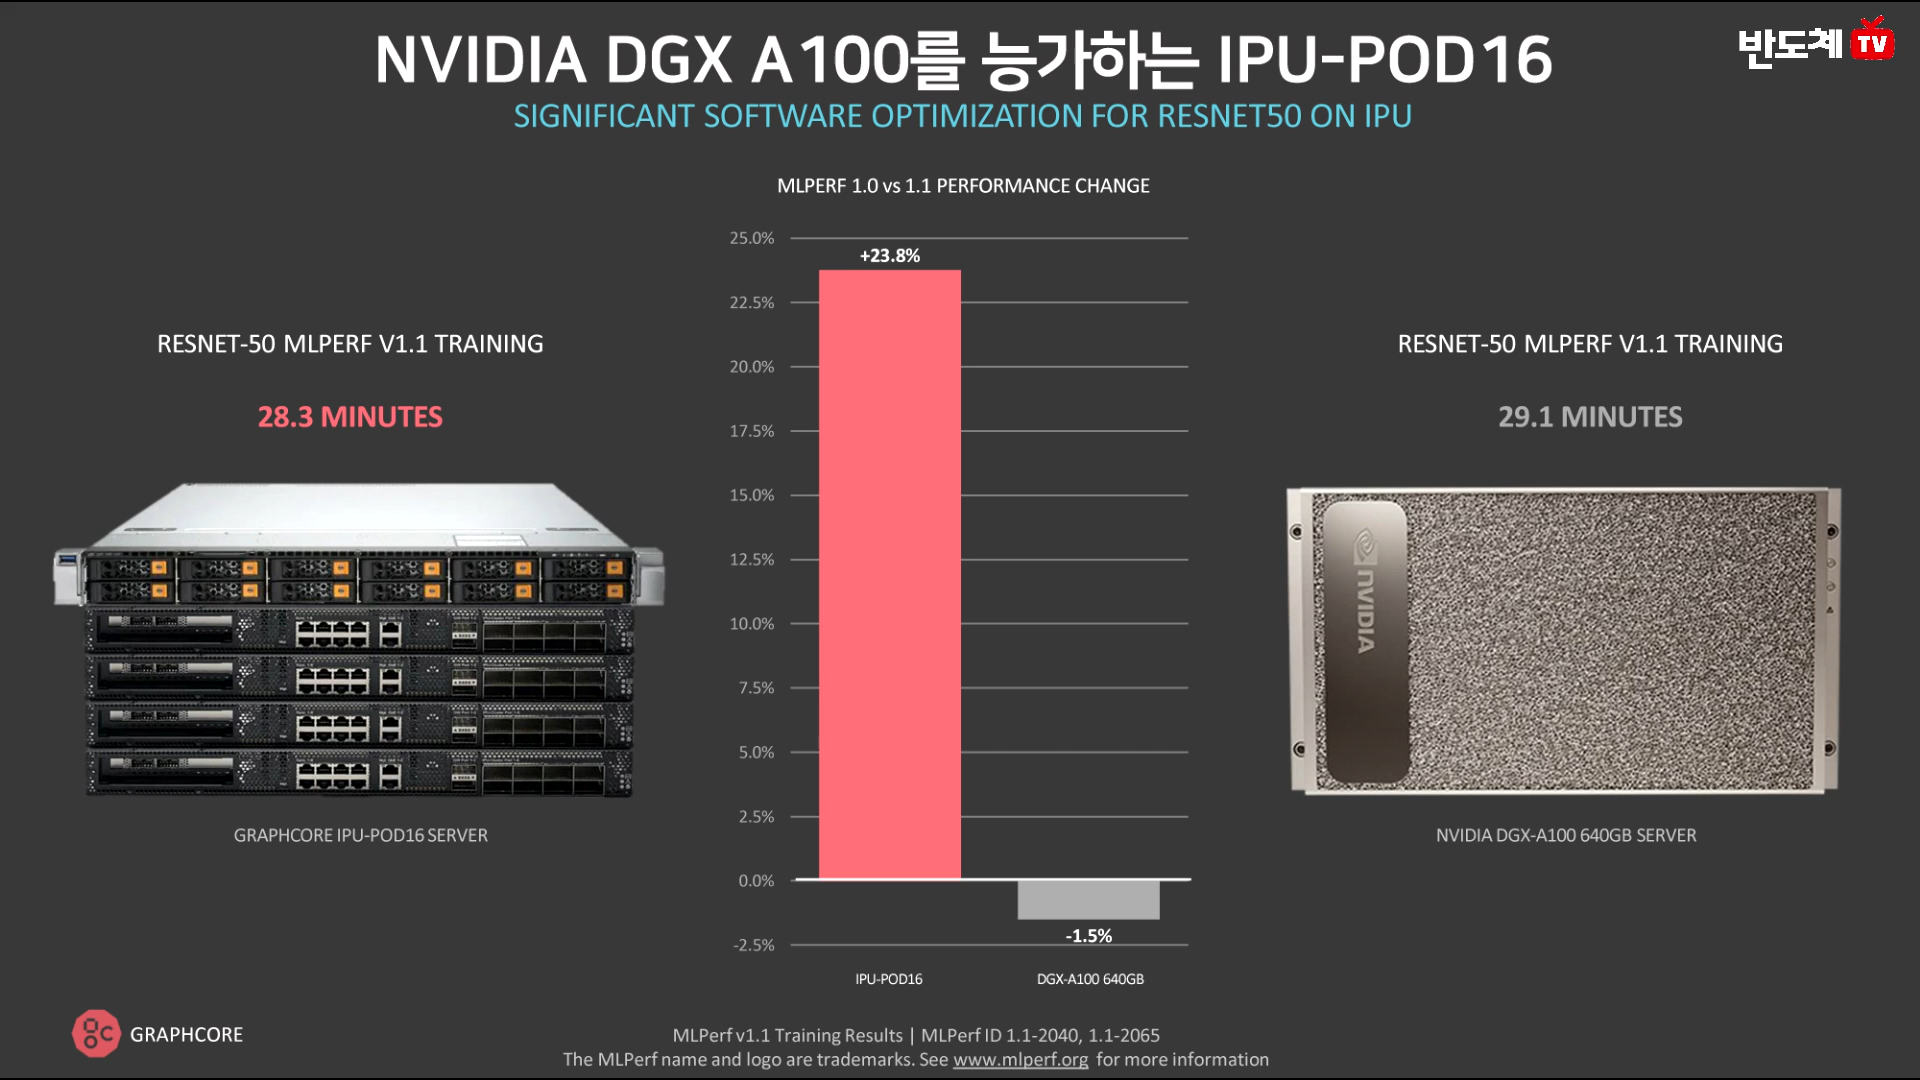 NVIDIA DGX A100를 능가하는 IPU-POD16
반도체 TV
SIGNIFICANT SOFTWARE OPTIMIZATION FOR RESNET50 ON IPU
RESNET-50 MLPERF V1.1 TRAINING
28.3 MINUTES
GRAPHCORE IPU-POD16 SERVER
MLPERF 1.0 vs 1.1 PERFORMANCE CHANGE
25.0%
+23.8%
22.5%
20.0%
17.5%
15.0%
12.5%
10.0%
7.5%
5.0%
2.5%
0.0%
-1.5%
-2.5%
IPU-POD16
DGX-A100 640GB
RESNET-50 MLPERF V1.1 TRAINING
29.1 MINUTES
NVIDIA
NVIDIA DGX-A100 640GB SERVER
GRAPHCORE
MLPerf v1.1 Training Results | MLPerf ID 1.1-2040, 1.1-2065
The MLPerf name and logo are trademarks. See www.mlperf.org for more information